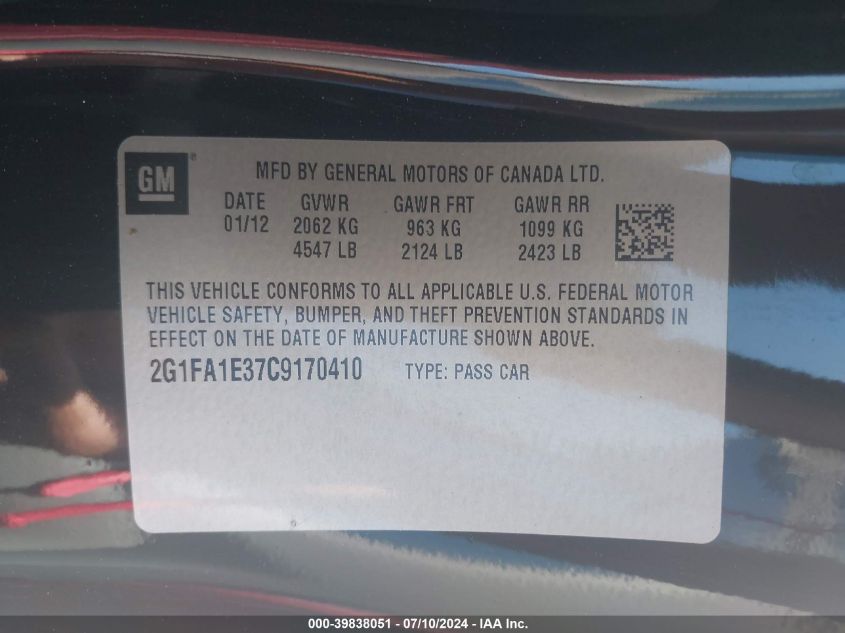 GM
MFD BY GENERAL MOTORS OF CANADA LTD.
DATE GVWR GAWR FRT GAWR RR
01/12 2062 KG 963 KG 1099 KG
4547 LB 2124 LB 2423 LB
THIS VEHICLE CONFORMS TO ALL APPLICABLE U.S. FEDERAL MOTOR
VEHICLE SAFETY, BUMPER, AND THEFT PREVENTION STANDARDS IN
EFFECT ON THE DATE OF MANUFACTURE SHOWN ABOVE.
2G1FA1E37C9170410 TYPE: PASS CAR
000-39838051 - 07/10/2024 - IAA Inc.